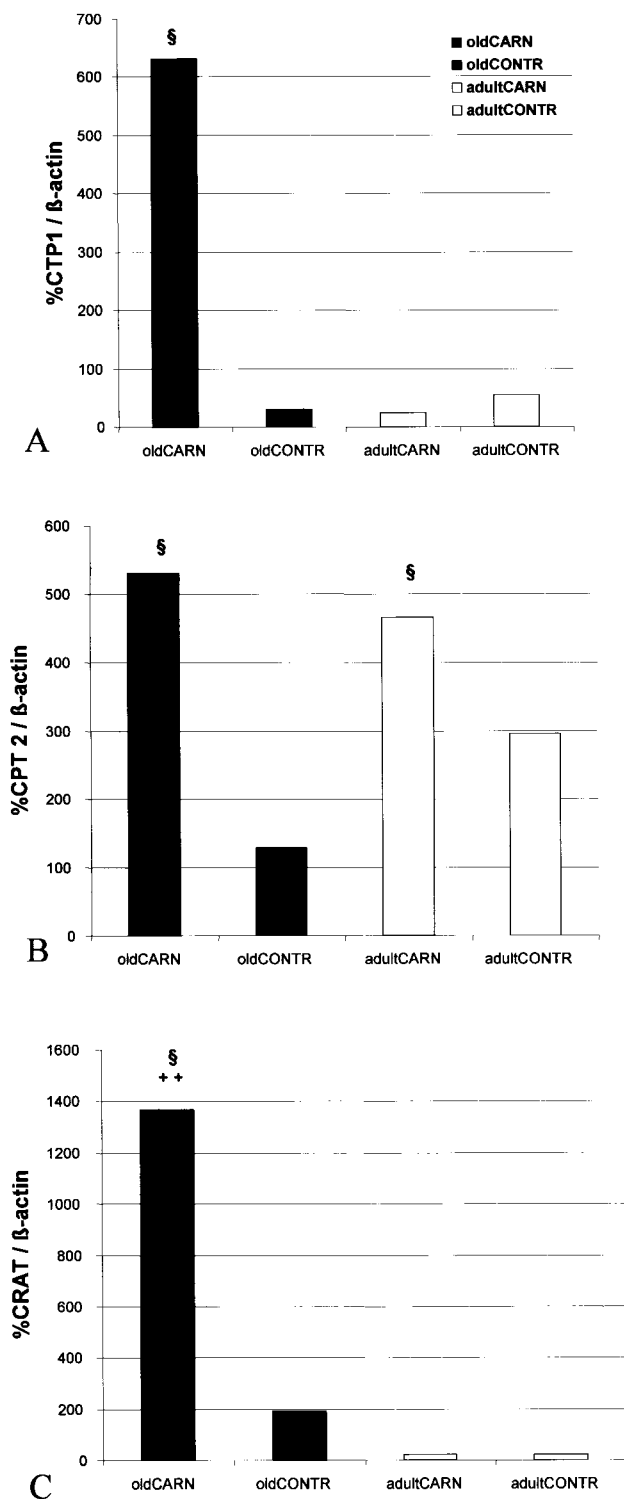 700
600
500
400
300
200
100
0
%CTP1 / ß-actin
§
oldCARN
oldCONTR
adultCARN
adultCONTR
oldCARN oldCONTR adultCARN adultCONTR
A
600
500
400
300
200
100
0
%CPT 2 / ß-actin
§ §
oldCARN oldCONTR adultCARN adultCONTR
B
1600
1400
1200
1000
800
600
400
200
0
%CRAT / ß-actin
§
++
oldCARN oldCONTR adultCARN adultCONTR
C